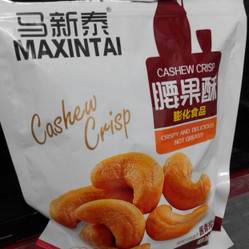 马新泰
MAXINTAI
CASHEW CRISP
腰果酥
膨化食品
CRISPY AND DELICIOUS
NOT GREASY
Cashew
Crisp